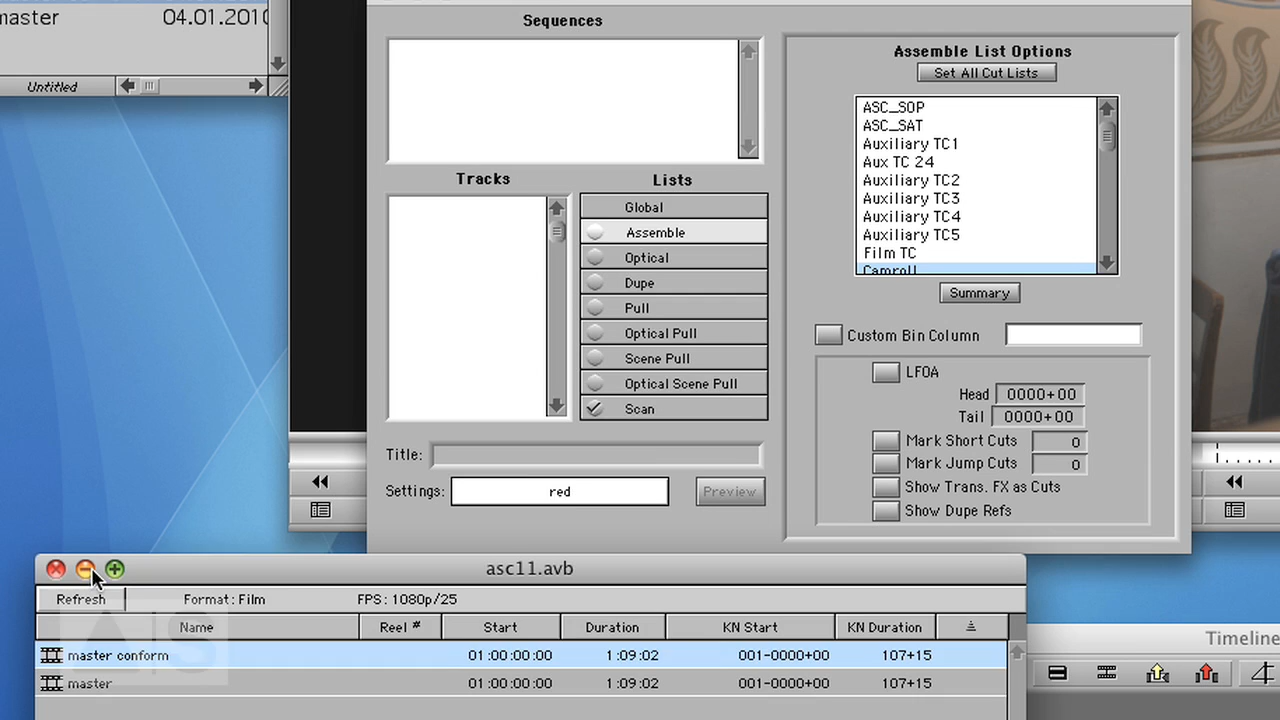 master 04.01.2010
Untitled
Sequences
Assemble List Options
Set All Cut Lists
ASC_SOP
ASC_SAT
Auxiliary TC1
Aux TC 24
Auxiliary TC2
Auxiliary TC3
Auxiliary TC4
Auxiliary TC5
Film TC
Camroll
Summary
Tracks
Lists
Global
Assemble
Optical
Dupe
Pull
Optical Pull
Scene Pull
Optical Scene Pull
Scan
Custom Bin Column
LFOA
Head 0000+00
Tail 0000+00
Mark Short Cuts 0
Mark Jump Cuts 0
Show Trans. FX as Cuts
Show Dupe Refs
Title:
Settings: red Preview
asc11.avb
Refresh Format: Film FPS: 1080p/25
Name Reel # Start Duration KN Start KN Duration
master conform 01:00:00:00 1:09:02 001-0000+00 107+15
master 01:00:00:00 1:09:02 001-0000+00 107+15
Timeline